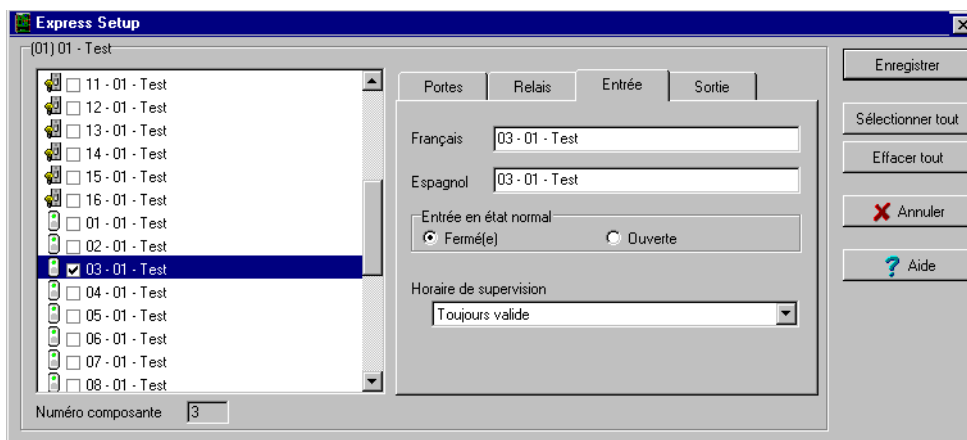 Express Setup
(01) 01 - Test
11 - 01 - Test
12 - 01 - Test
13 - 01 - Test
14 - 01 - Test
15 - 01 - Test
16 - 01 - Test
01 - 01 - Test
02 - 01 - Test
03 - 01 - Test
04 - 01 - Test
05 - 01 - Test
06 - 01 - Test
07 - 01 - Test
08 - 01 - Test
Numéro composante 3
Portes Relais Entrée Sortie
Français 03 - 01 - Test
Espagnol 03 - 01 - Test
Entrée en état normal
Fermé(e) Ouverte
Horaire de supervision
Toujours valide
Enregistrer
Sélectionner tout
Effacer tout
Annuler
Aide